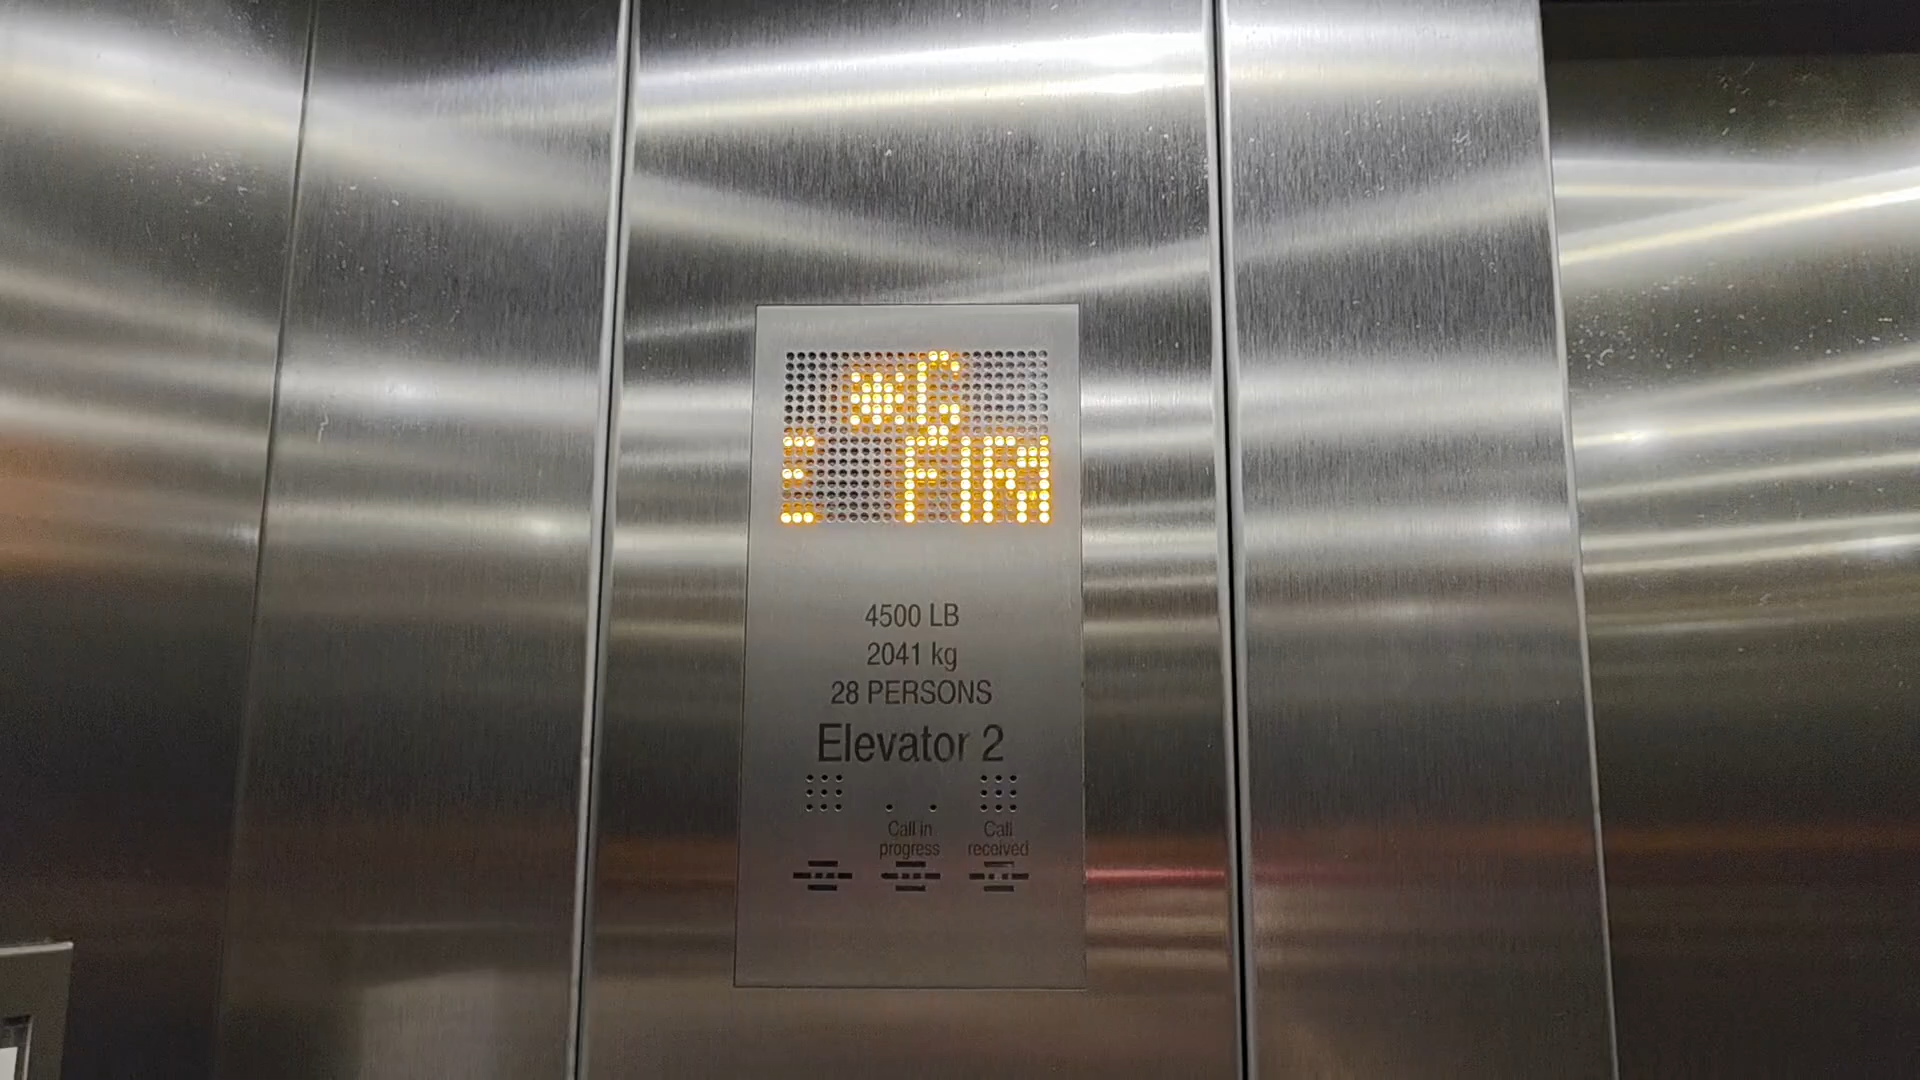 *G
E FIR
4500 LB
2041 kg
28 PERSONS
Elevator 2
Call in progress
Call received